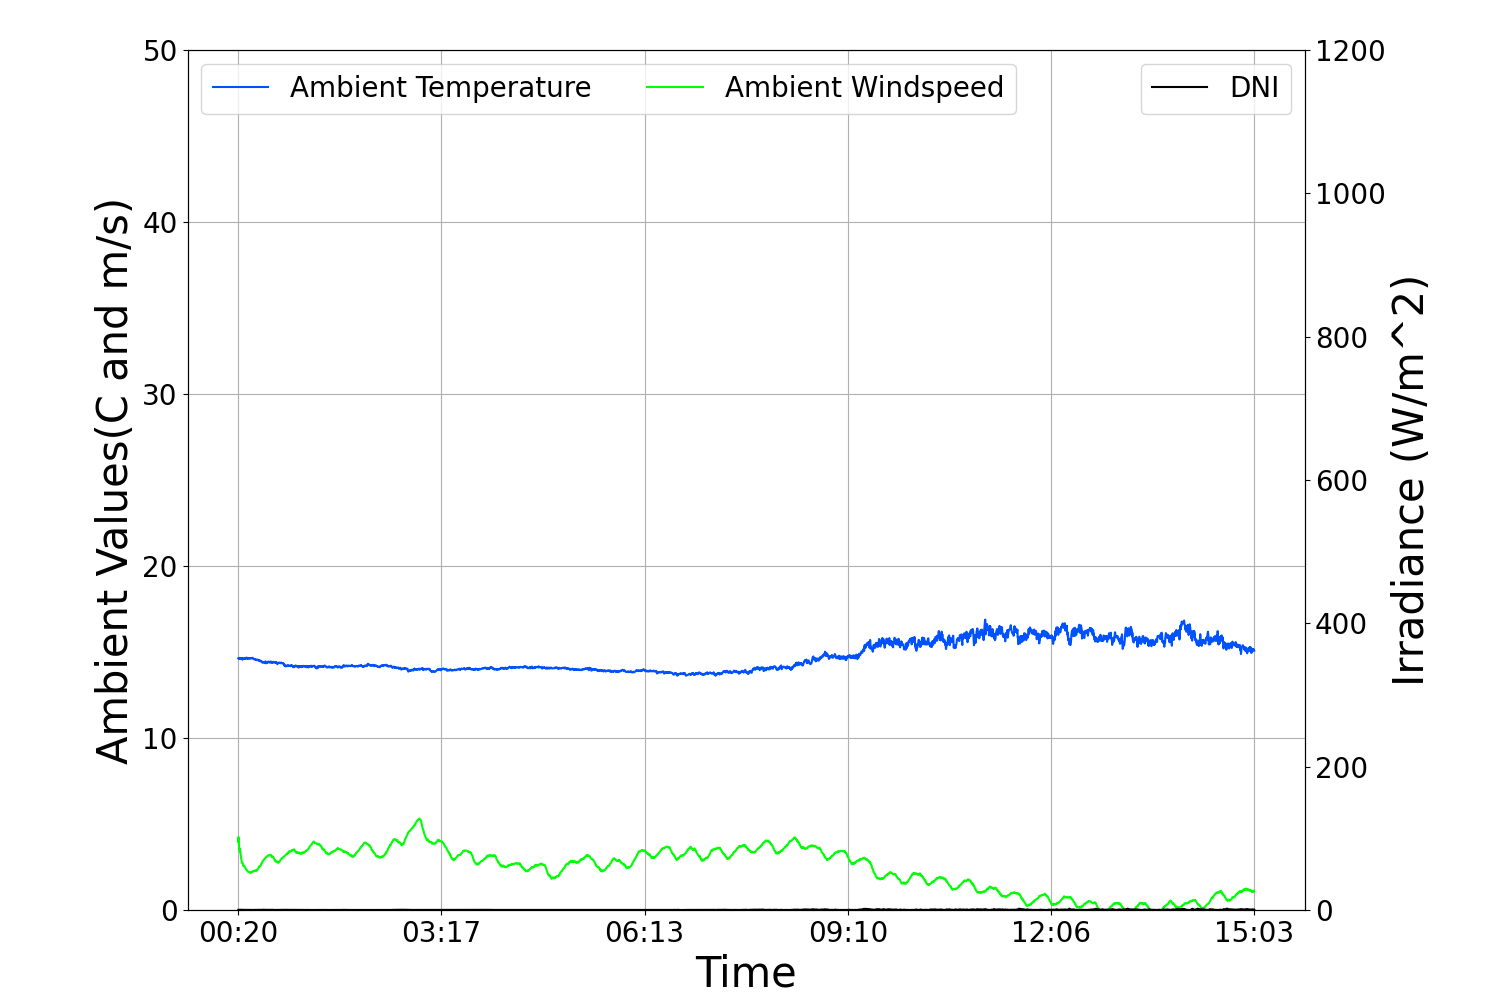 Ambient Temperature
Ambient Windspeed
DNI
50
40
30
20
10
0
Ambient Values(C and m/s)
1200
1000
800
600
400
200
0
Irradiance (W/m^2)
00:20 03:17 06:13 09:10 12:06 15:03
Time